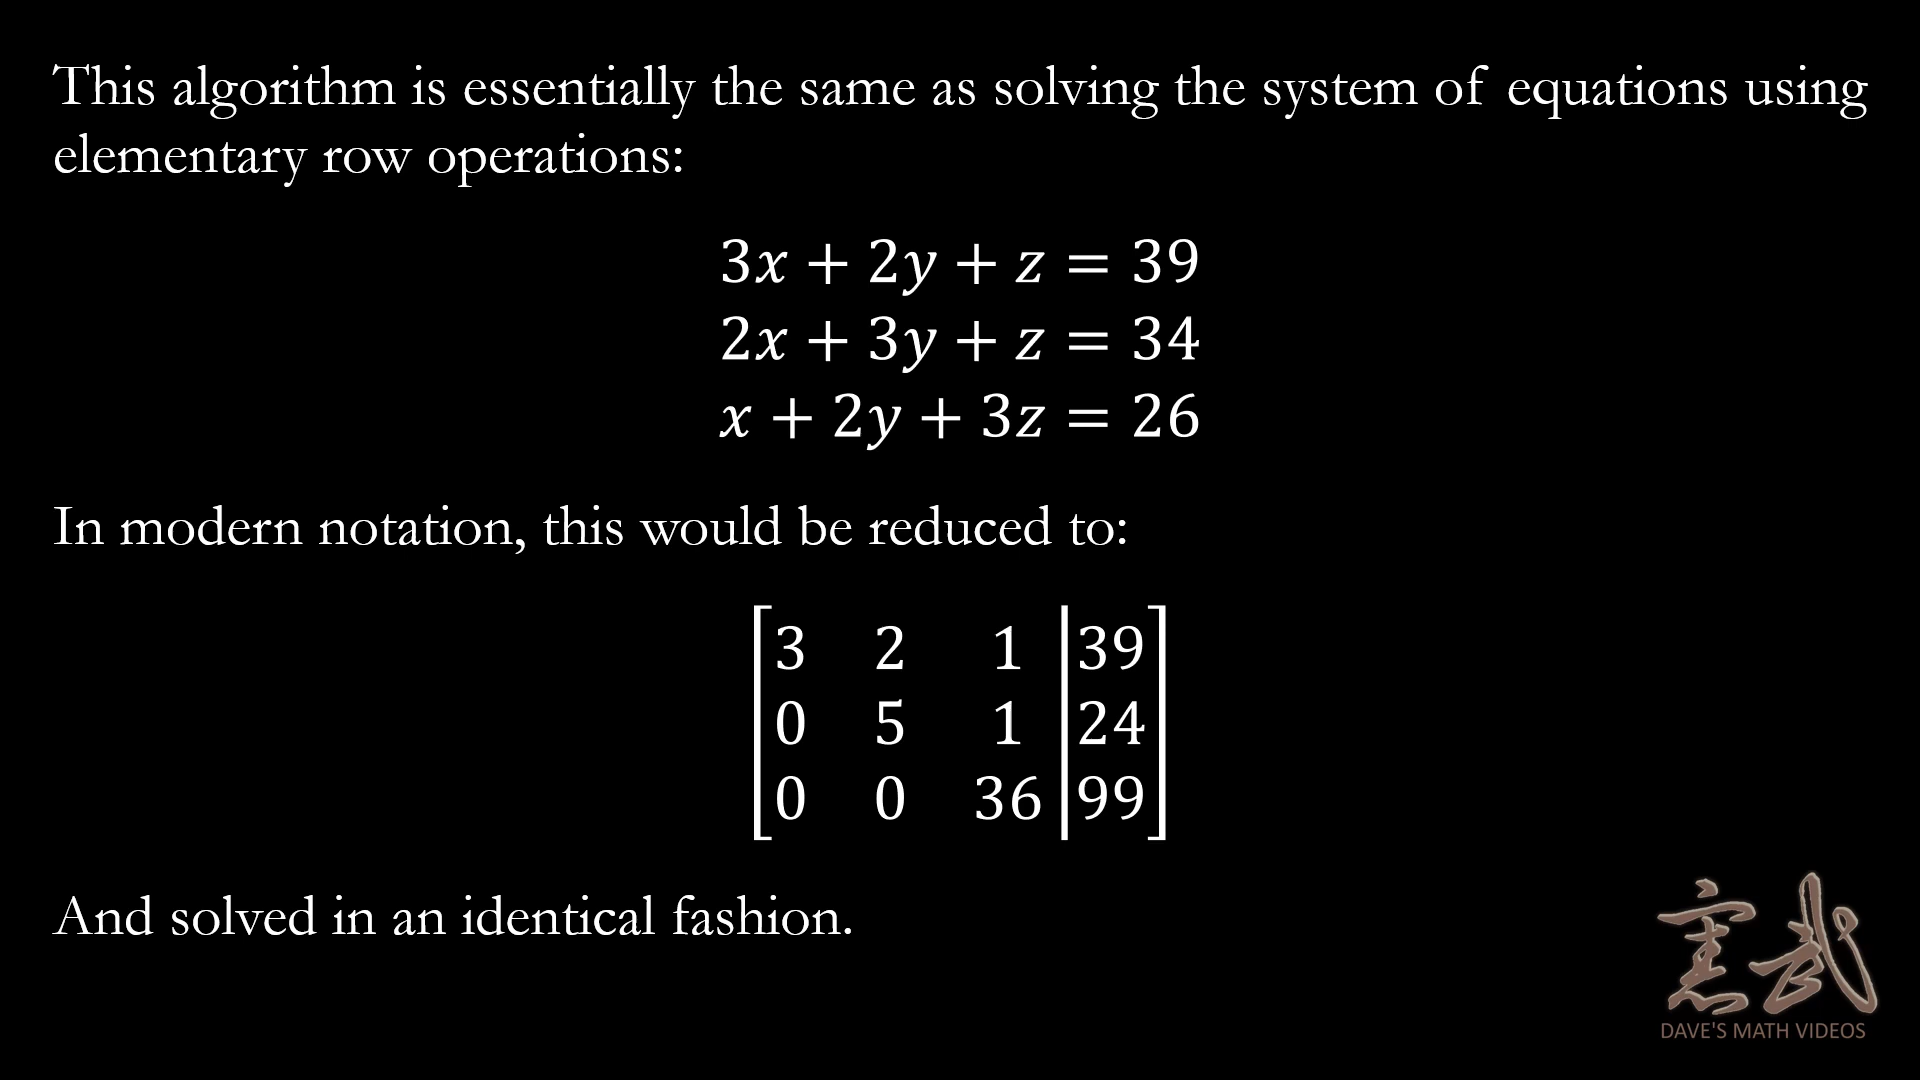 This algorithm is essentially the same as solving the system of equations using
elementary row operations:
3x + 2y + z = 39
2x + 3y + z = 34
x + 2y + 3z = 26
In modern notation, this would be reduced to:
3 2 1 39
0 5 1 24
0 0 36 99
And solved in an identical fashion.
DAVE'S MATH VIDEOS